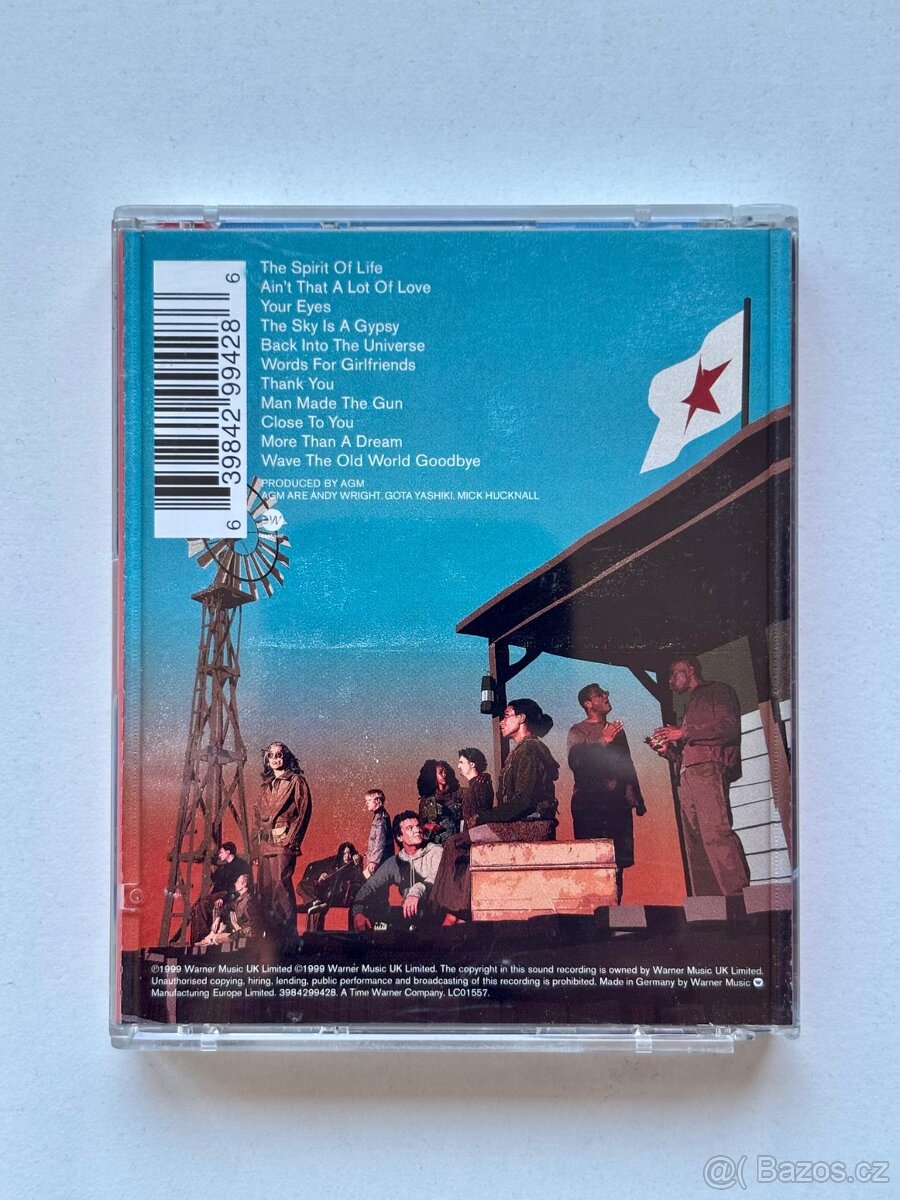 The Spirit Of Life
Ain't That A Lot Of Love
Your Eyes
The Sky Is A Gypsy
Back Into The Universe
Words For Girlfriends
Thank You
Man Made The Gun
Close To You
More Than A Dream
Wave The Old World Goodbye
PRODUCED BY AGM
AGM ARE ANDY WRIGHT. GOTA YASHIKI. MICK HUCKNALL
6 39842 99428 6
ew
℗1999 Warner Music UK Limited ©1999 Warner Music UK Limited. The copyright in this sound recording is owned by Warner Music UK Limited.
Unauthorised copying, hiring, lending, public performance and broadcasting of this recording is prohibited. Made in Germany by Warner Music
Manufacturing Europe Limited. 3984299428. A Time Warner Company. LC01557.
@( Bazos.cz